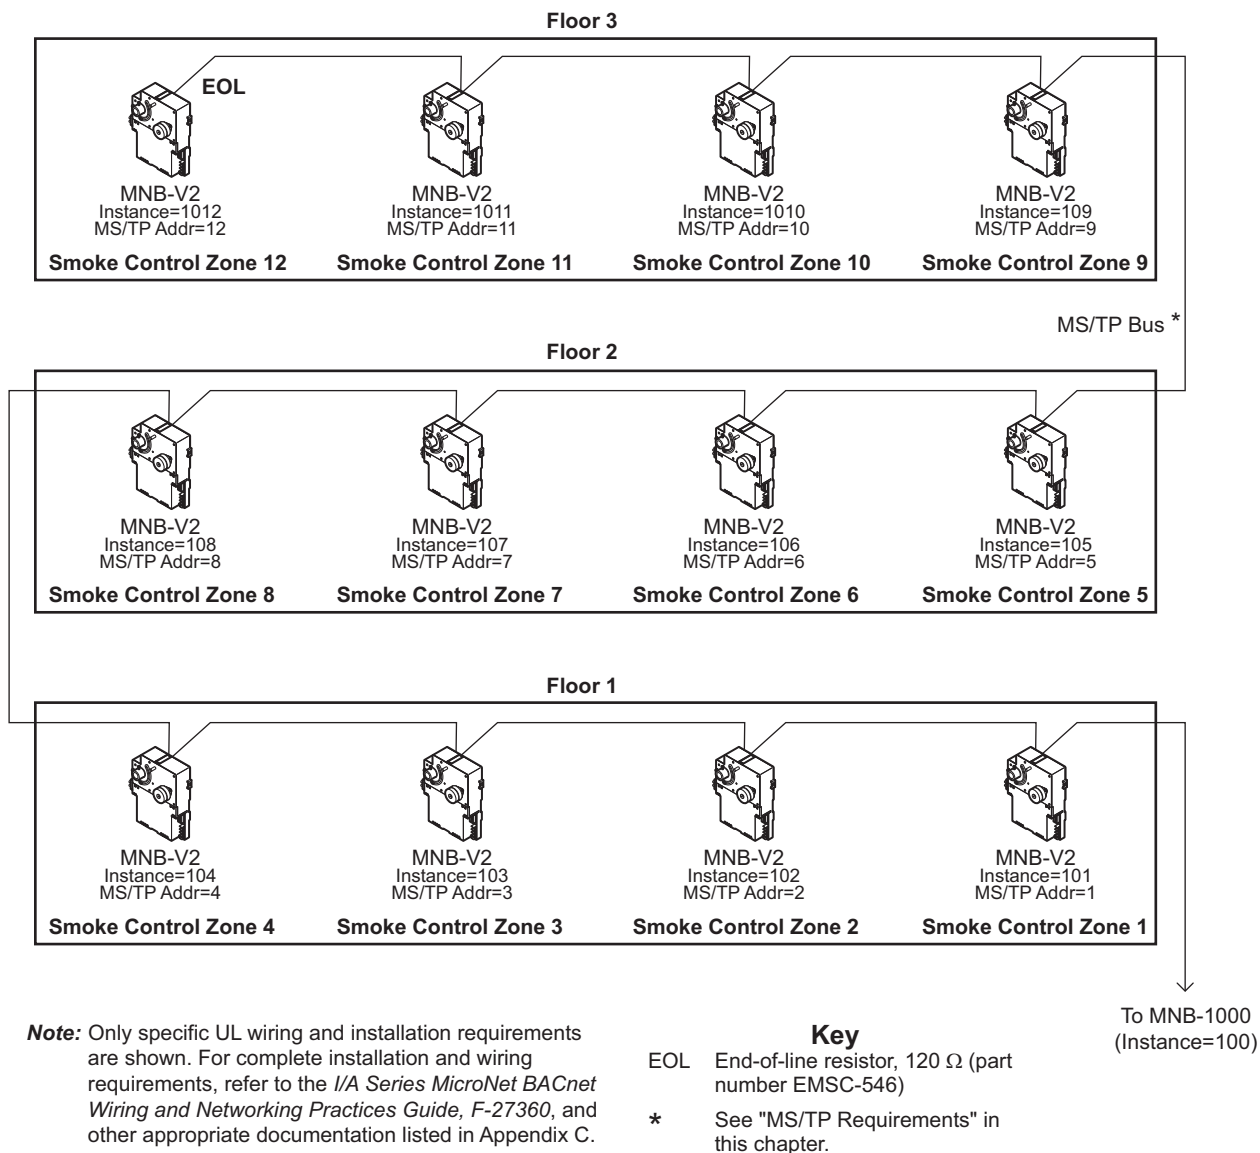 Floor 3
EOL
MNB-V2
Instance=1012
MS/TP Addr=12
Smoke Control Zone 12
MNB-V2
Instance=1011
MS/TP Addr=11
Smoke Control Zone 11
MNB-V2
Instance=1010
MS/TP Addr=10
Smoke Control Zone 10
MNB-V2
Instance=109
MS/TP Addr=9
Smoke Control Zone 9
MS/TP Bus *
Floor 2
MNB-V2
Instance=108
MS/TP Addr=8
Smoke Control Zone 8
MNB-V2
Instance=107
MS/TP Addr=7
Smoke Control Zone 7
MNB-V2
Instance=106
MS/TP Addr=6
Smoke Control Zone 6
MNB-V2
Instance=105
MS/TP Addr=5
Smoke Control Zone 5
Floor 1
MNB-V2
Instance=104
MS/TP Addr=4
Smoke Control Zone 4
MNB-V2
Instance=103
MS/TP Addr=3
Smoke Control Zone 3
MNB-V2
Instance=102
MS/TP Addr=2
Smoke Control Zone 2
MNB-V2
Instance=101
MS/TP Addr=1
Smoke Control Zone 1
To MNB-1000
(Instance=100)
Note: Only specific UL wiring and installation requirements
are shown. For complete installation and wiring
requirements, refer to the I/A Series MicroNet BACnet
Wiring and Networking Practices Guide, F-27360, and
other appropriate documentation listed in Appendix C.
Key
EOL End-of-line resistor, 120 Ω (part
number EMSC-546)
* See "MS/TP Requirements" in
this chapter.